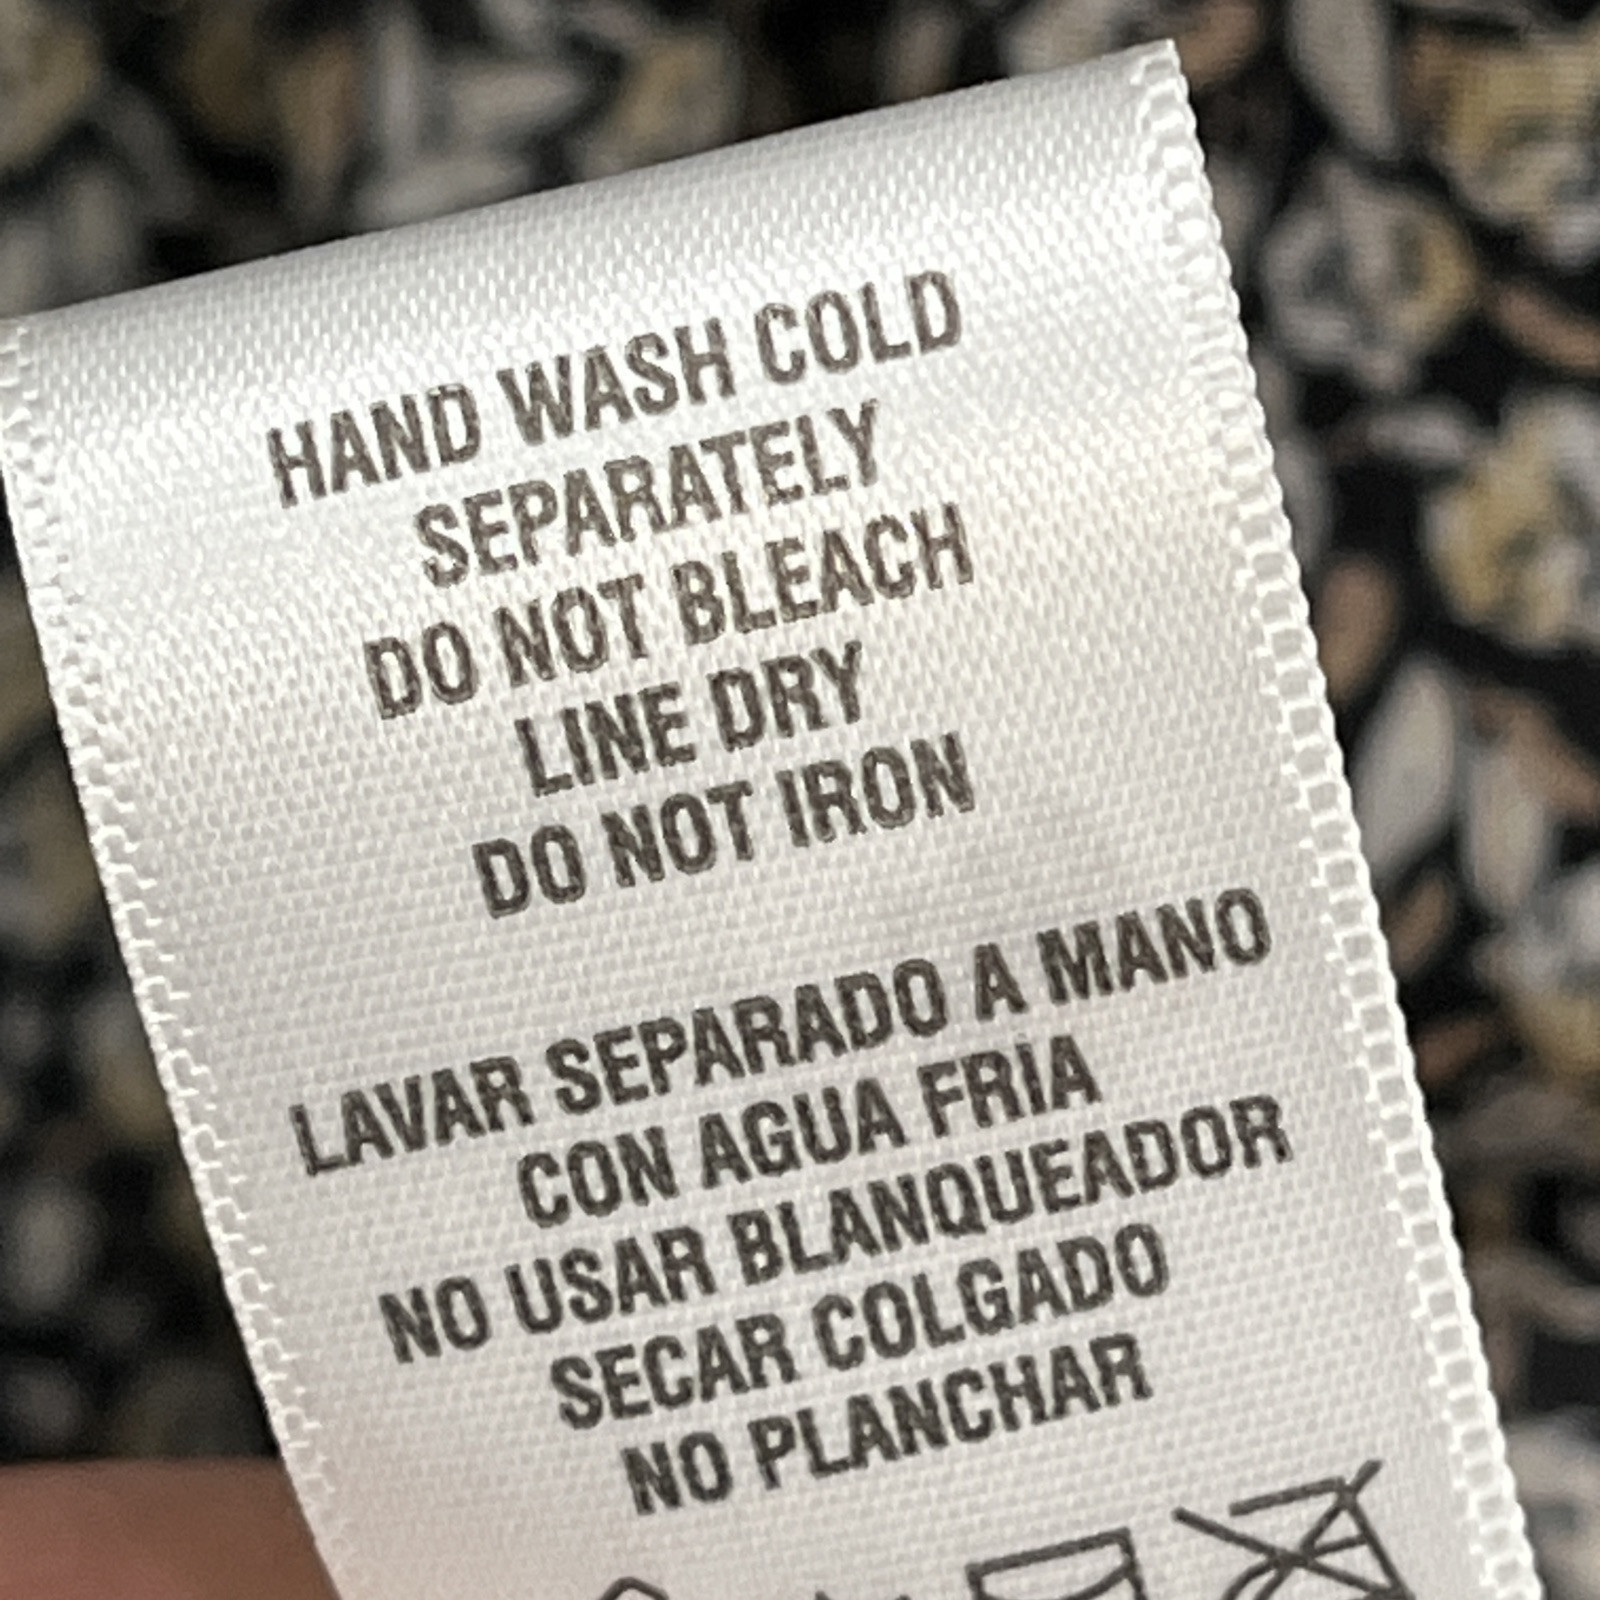 HAND WASH COLD
SEPARATELY
DO NOT BLEACH
LINE DRY
DO NOT IRON
LAVAR SEPARADO A MANO
CON AGUA FRIA
NO USAR BLANQUEADOR
SECAR COLGADO
NO PLANCHAR